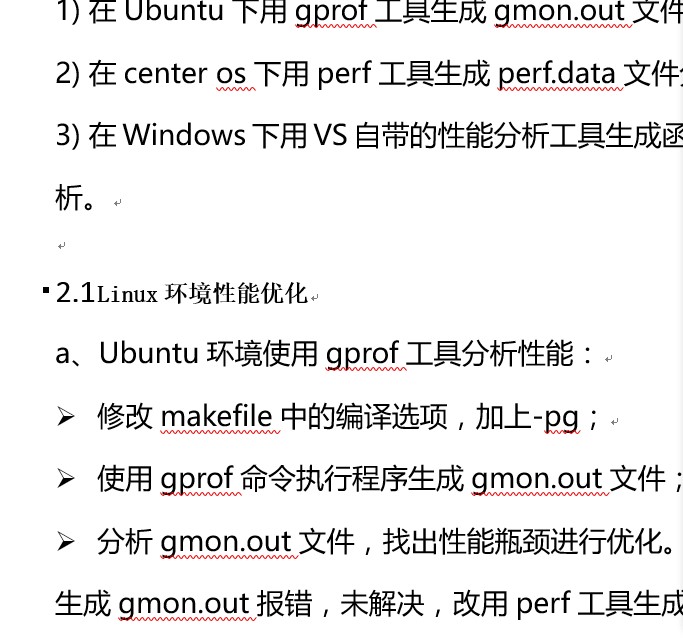 1) 在 Ubuntu 下用 gprof 工具生成 gmon.out 文件
2) 在 center os 下用 perf 工具生成 perf.data 文件
3) 在 Windows 下用 VS 自带的性能分析工具生成函
析。
2.1Linux 环境性能优化
a、Ubuntu 环境使用 gprof 工具分析性能：
➢ 修改 makefile 中的编译选项，加上-pg；
➢ 使用 gprof 命令执行程序生成 gmon.out 文件；
➢ 分析 gmon.out 文件，找出性能瓶颈进行优化。
生成 gmon.out 报错，未解决，改用 perf 工具生成